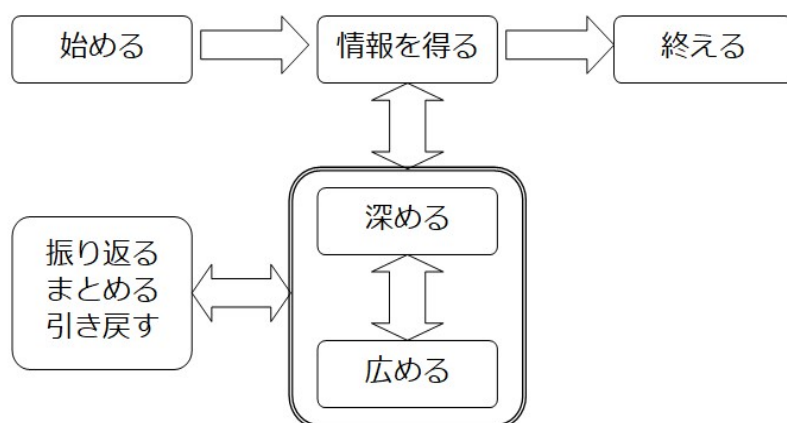 始める
情報を得る
終える
深める
振り返る
まとめる
引き戻す
広める